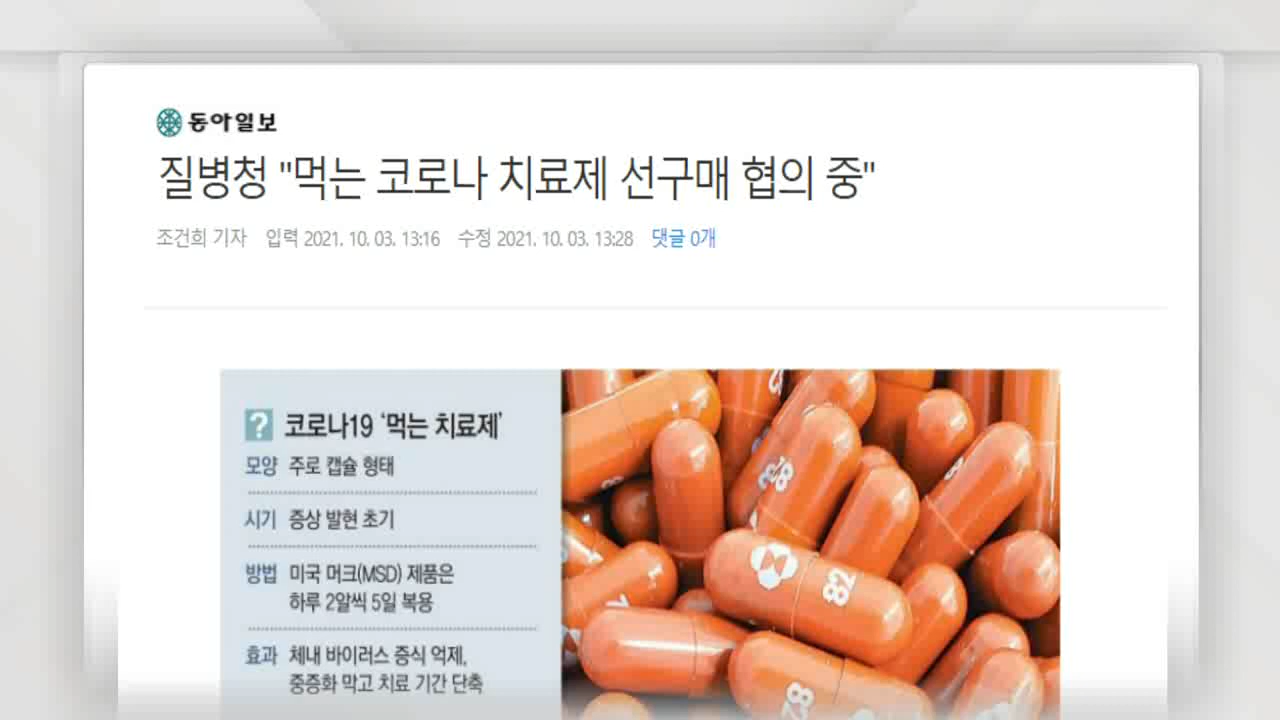 동아일보
질병청 "먹는 코로나 치료제 선구매 협의 중"
조건희 기자 입력 2021. 10. 03. 13:16 수정 2021. 10. 03. 13:28 댓글 0개
? 코로나19 ‘먹는 치료제’
모양 주로 캡슐 형태
시기 증상 발현 초기
방법 미국 머크(MSD) 제품은
하루 2알씩 5일 복용
효과 체내 바이러스 증식 억제,
중증화 막고 치료 기간 단축
82